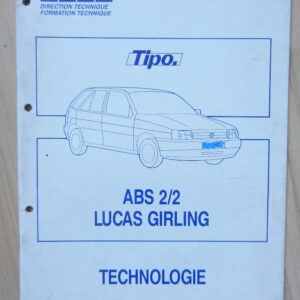 DIRECTION TECHNIQUE
FORMATION TECHNIQUE
Tipo.
ABS 2/2
LUCAS GIRLING
TECHNOLOGIE